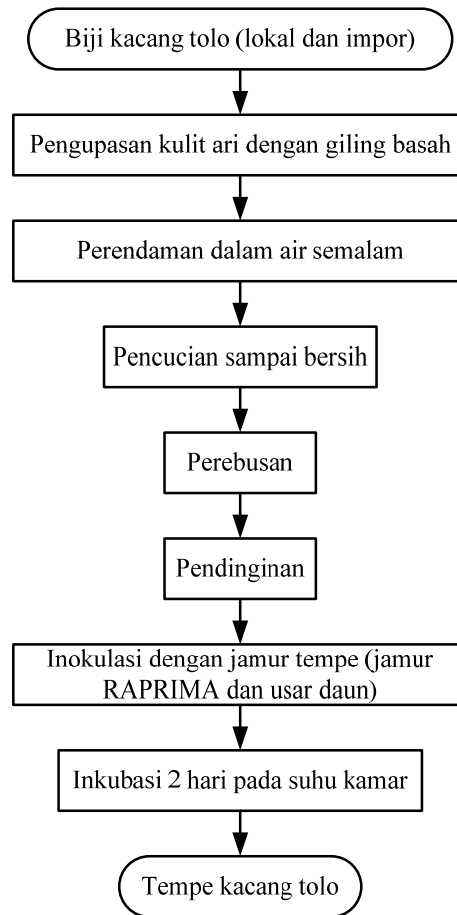 Biji kacang tolo (lokal dan impor)
Pengupasan kulit ari dengan giling basah
Perendaman dalam air semalam
Pencucian sampai bersih
Perebusan
Pendinginan
Inokulasi dengan jamur tempe (jamur
RAPRIMA dan usar daun)
Inkubasi 2 hari pada suhu kamar
Tempe kacang tolo